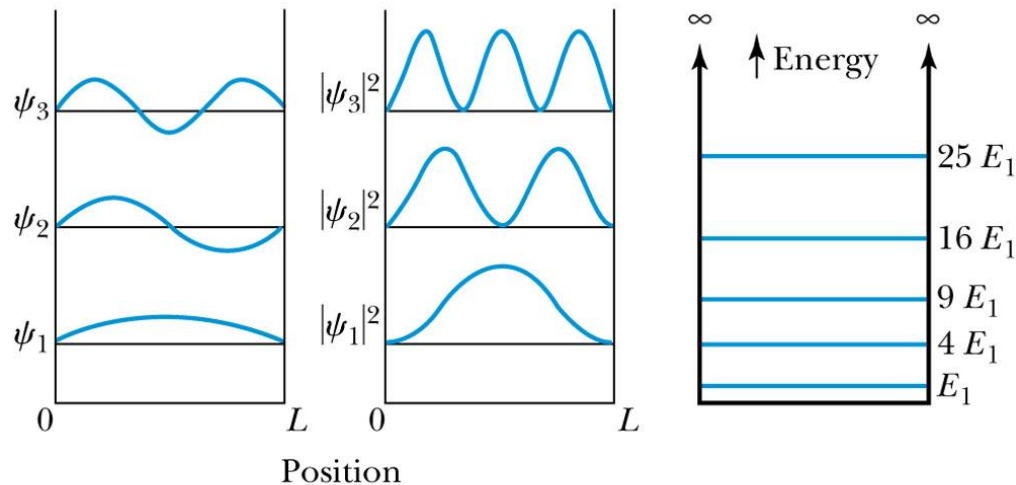 ψ₃
ψ₂
ψ₁
0
L
|ψ₃|²
|ψ₂|²
|ψ₁|²
0
L
Position
∞ ∞
Energy
25 E₁
16 E₁
9 E₁
4 E₁
E₁